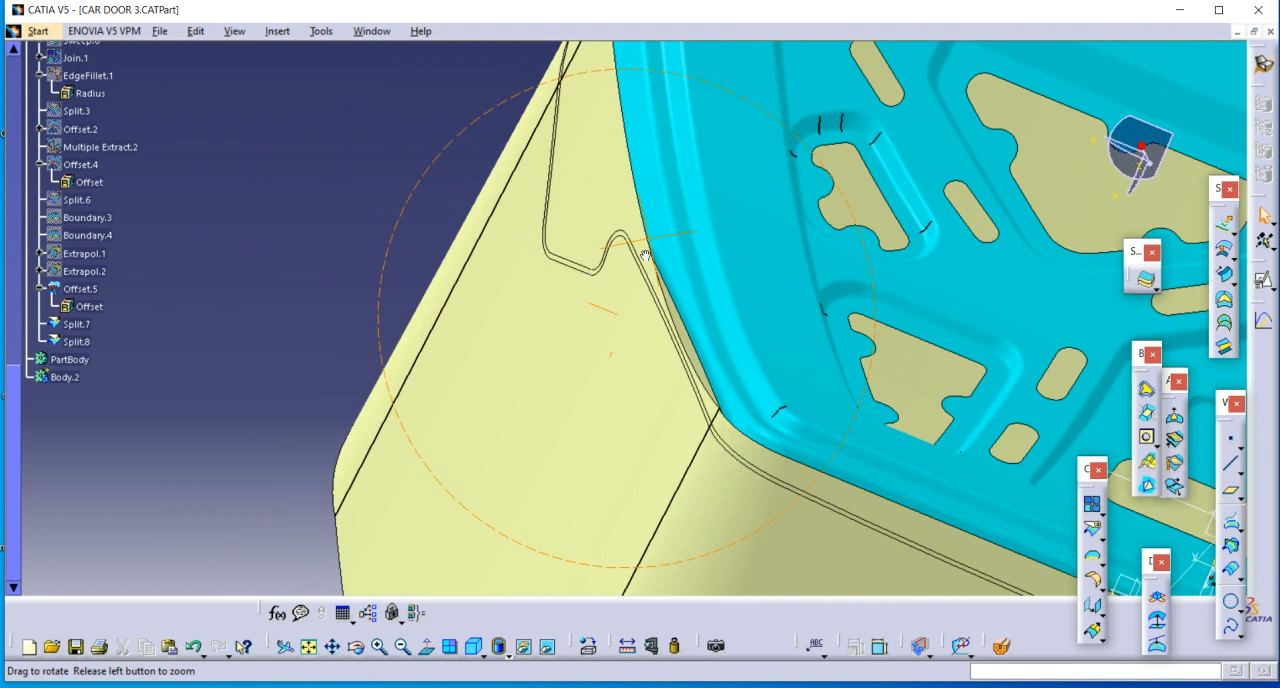 CATIA V5 - [CAR DOOR 3.CATPart]
Start ENOVIA V5 VPM File Edit View Insert Tools Window Help
Sweep.6
Join.1
EdgeFillet.1
Radius
Split.3
Offset.2
Multiple Extract.2
Offset.4
Offset
Split.6
Boundary.3
Boundary.4
Extrapol.1
Extrapol.2
Offset.5
Offset
Split.7
Split.8
PartBody
Body.2
y
z
x
S
S...
B
A
V
C
D
y
f(x)
ABC
CATIA
Drag to rotate Release left button to zoom